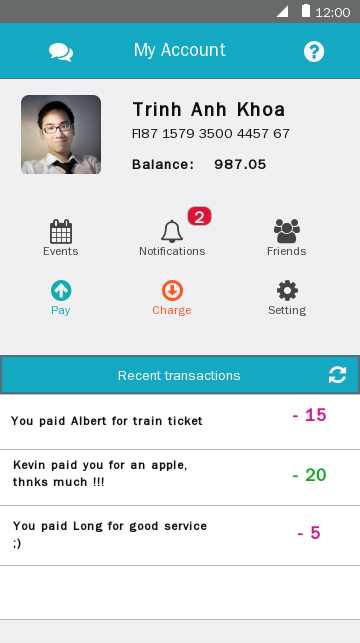 12:00
My Account
Trinh Anh Khoa
FI87 1579 3500 4457 67
Balance: 987.05
2
Events Notifications Friends
Pay Charge Setting
Recent transactions
You paid Albert for train ticket - 15
Kevin paid you for an apple,
thnks much !!! - 20
You paid Long for good service - 5
;)